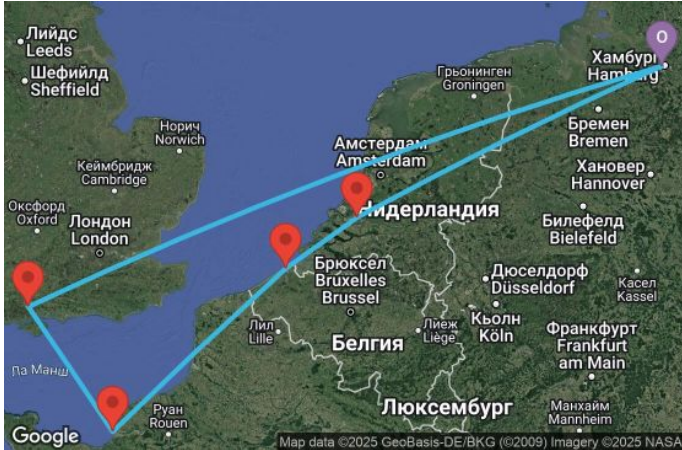 Лийдс
Leeds
Шефийлд
Sheffield
Норич
Norwich
Кеймбридж
Cambridge
Оксфорд
Oxford
Лондон
London
O
Хамбург
Hamburg
Грьонинген
Groningen
Бремен
Bremen
Амстердам
Amsterdam
Хановер
Hannover
Нидерландия
Билефелд
Bielefeld
Брюксел
Bruxelles
Brussel
Дюселдорф
Düsseldorf
Касел
Kassel
Лил
Lille
Лиеж
Liège
Кьолн
Köln
Белгия
Франкфурт
Frankfurt
am Main
Ла Манш
Руан
Rouen
Люксембург
Манхайм
Mannheim
Google
Map data ©2025 GeoBasis-DE/BKG (©2009) Imagery ©2025 NASA